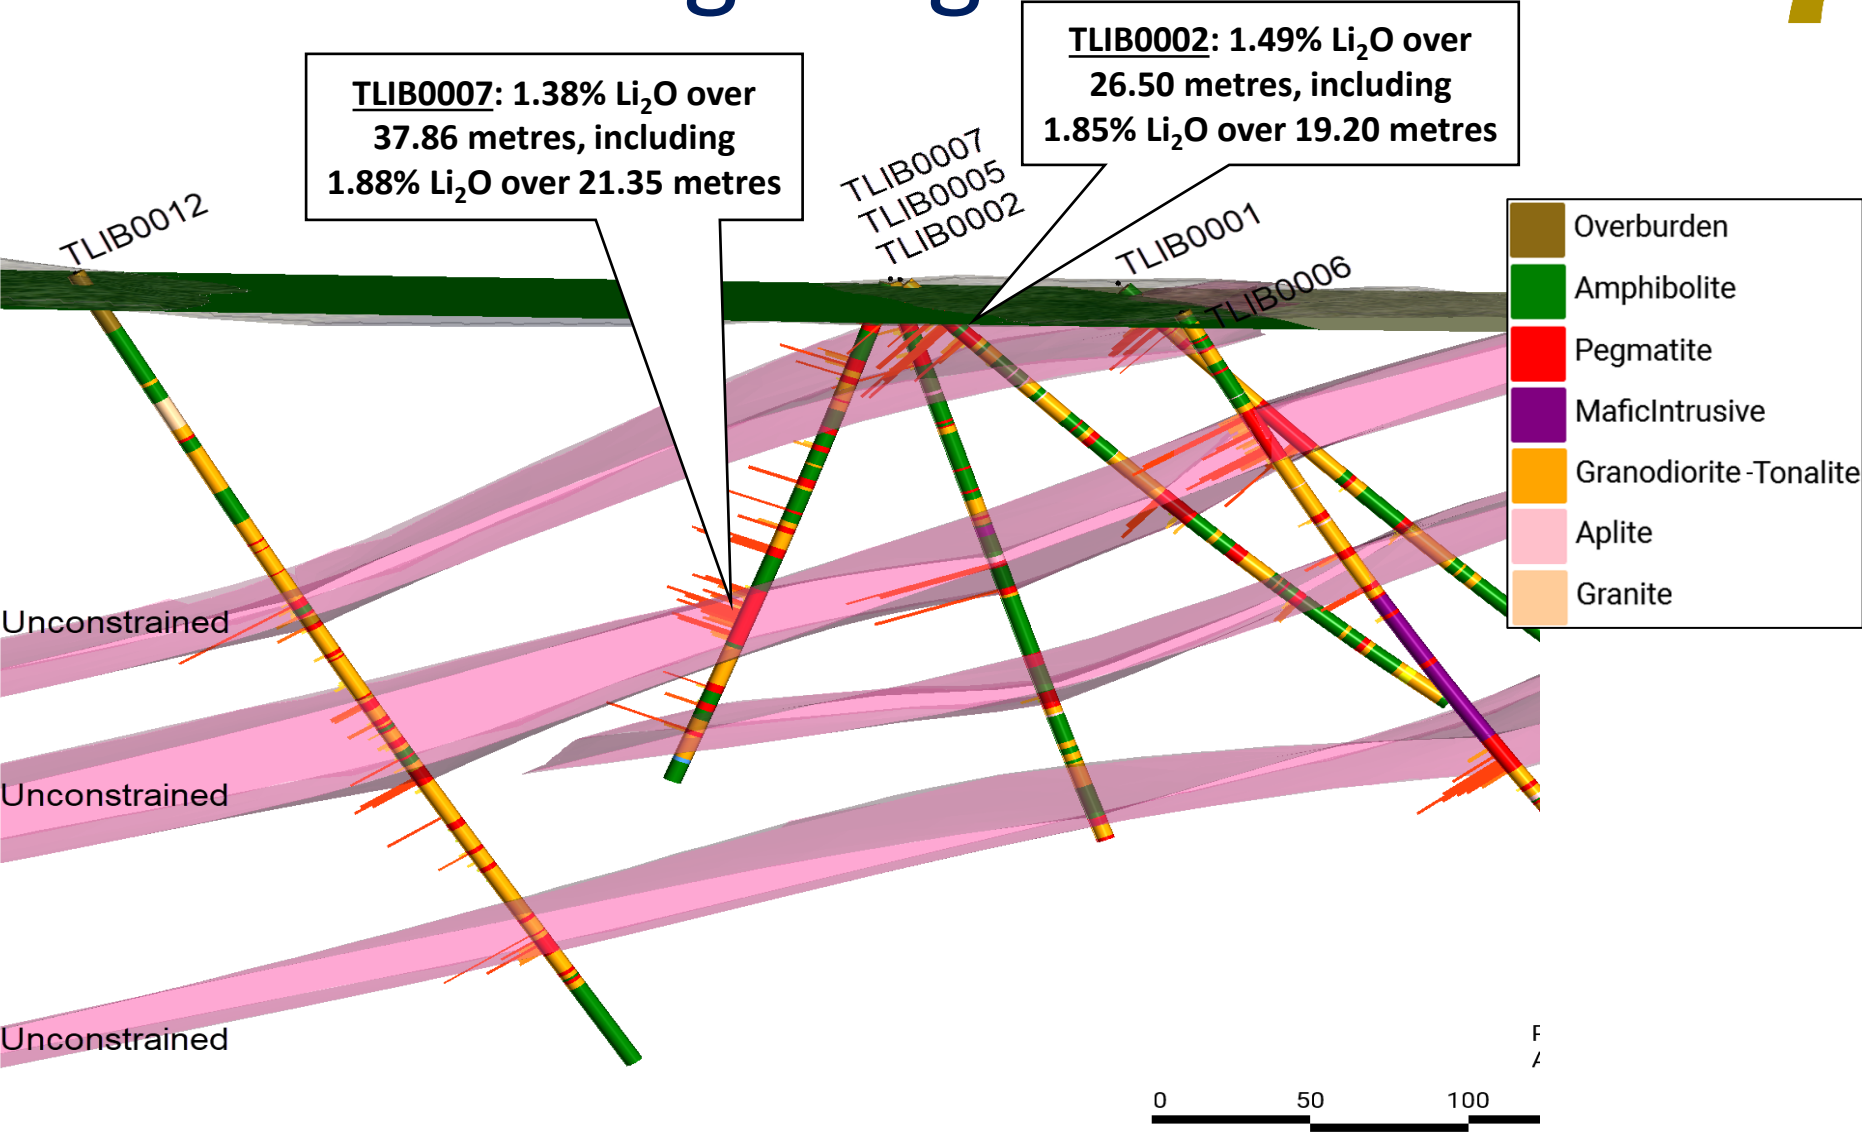 TLIB0002: 1.49% Li₂O over
26.50 metres, including
1.85% Li₂O over 19.20 metres
TLIB0007: 1.38% Li₂O over
37.86 metres, including
1.88% Li₂O over 21.35 metres
TLIB0012
TLIB0007
TLIB0005
TLIB0002
TLIB0001
TLIB0006
Overburden
Amphibolite
Pegmatite
MaficIntrusive
Granodiorite-Tonalite
Aplite
Granite
Unconstrained
Unconstrained
Unconstrained
0 50 100